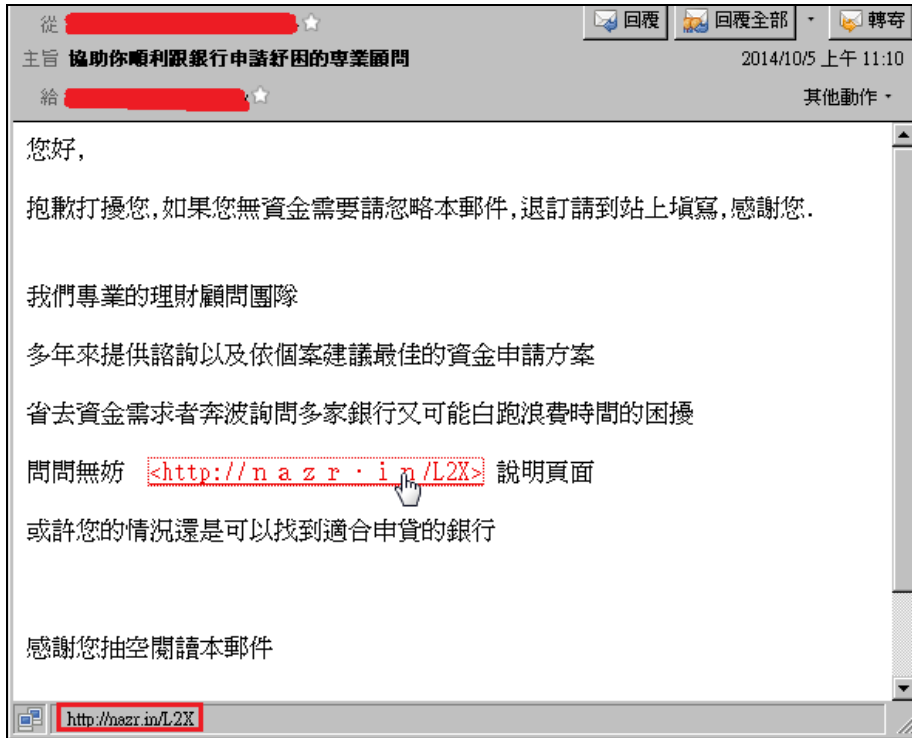 從
回覆 回覆全部 轉寄
主旨 協助你順利跟銀行申請紓困的專業顧問 2014/10/5 上午 11:10
給 其他動作
您好,
抱歉打擾您,如果您無資金需要請忽略本郵件,退訂請到站上填寫,感謝您.
我們專業的理財顧問團隊
多年來提供諮詢以及依個案建議最佳的資金申請方案
省去資金需求者奔波詢問多家銀行又可能白跑浪費時間的困擾
問問無妨 <http://ｎａｚｒ．ｉｎ/L2X> 說明頁面
或許您的情況還是可以找到適合申貸的銀行
感謝您抽空閱讀本郵件
http://nazr.in/L2X